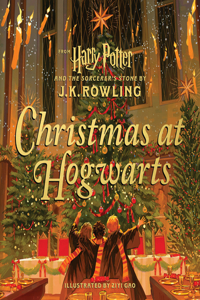 FROM
Harry Potter
AND THE SORCERER'S STONE BY
J.K.ROWLING
Christmas at
Hogwarts
ILLUSTRATED BY ZIYI GAO